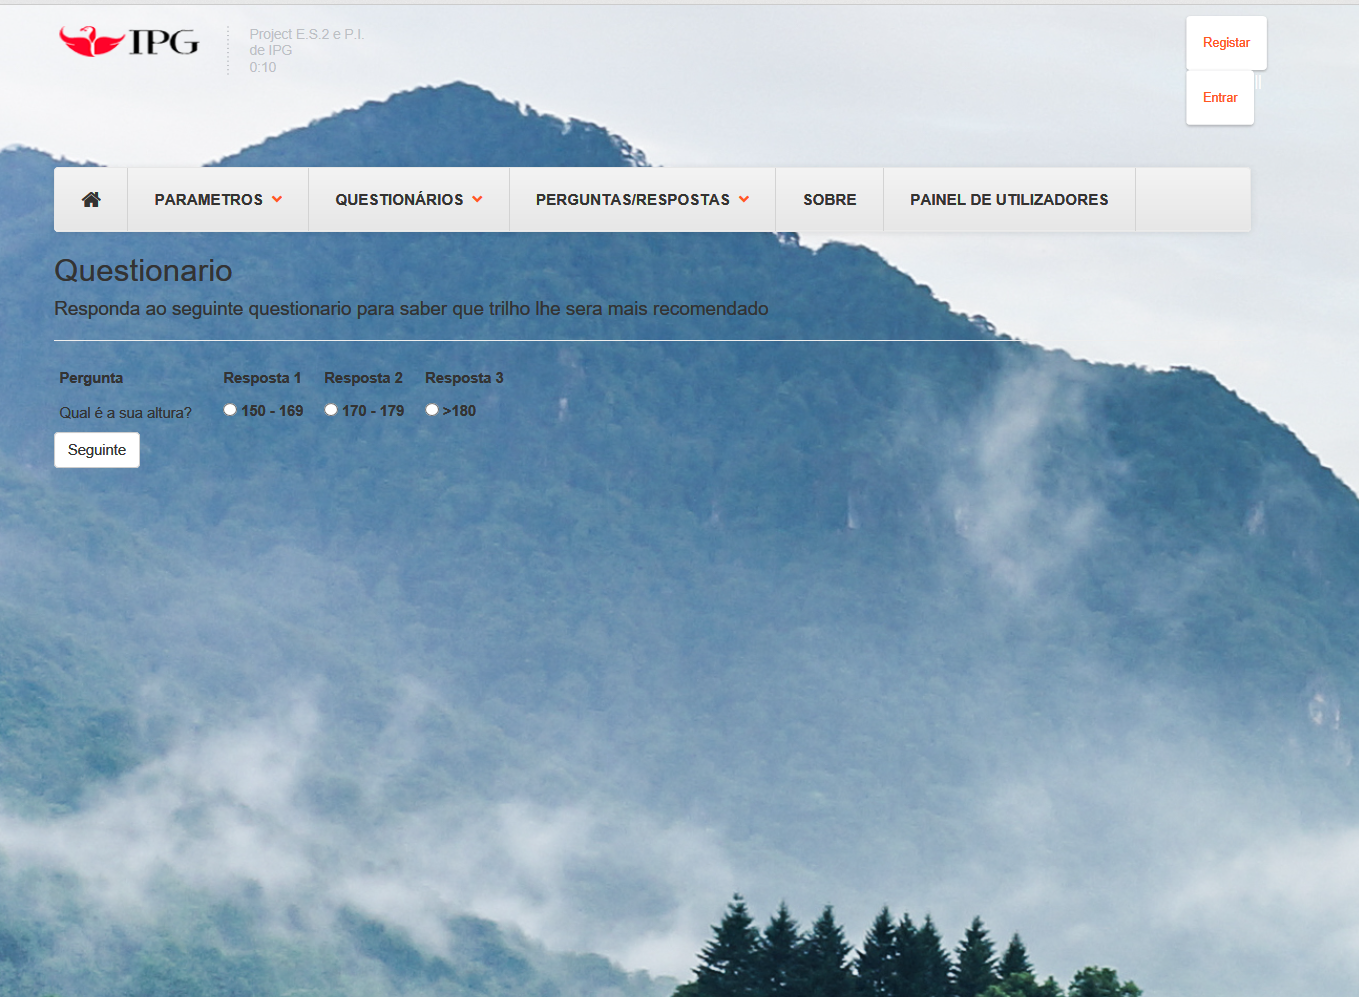 IPG
Project E.S.2 e P.I.
de IPG
0:10
Registar
Entrar
PARAMETROS
QUESTIONÁRIOS
PERGUNTAS/RESPOSTAS
SOBRE
PAINEL DE UTILIZADORES
Questionario
Responda ao seguinte questionario para saber que trilho lhe sera mais recomendado
Pergunta Resposta 1 Resposta 2 Resposta 3
Qual é a sua altura? 150 - 169 170 - 179 >180
Seguinte